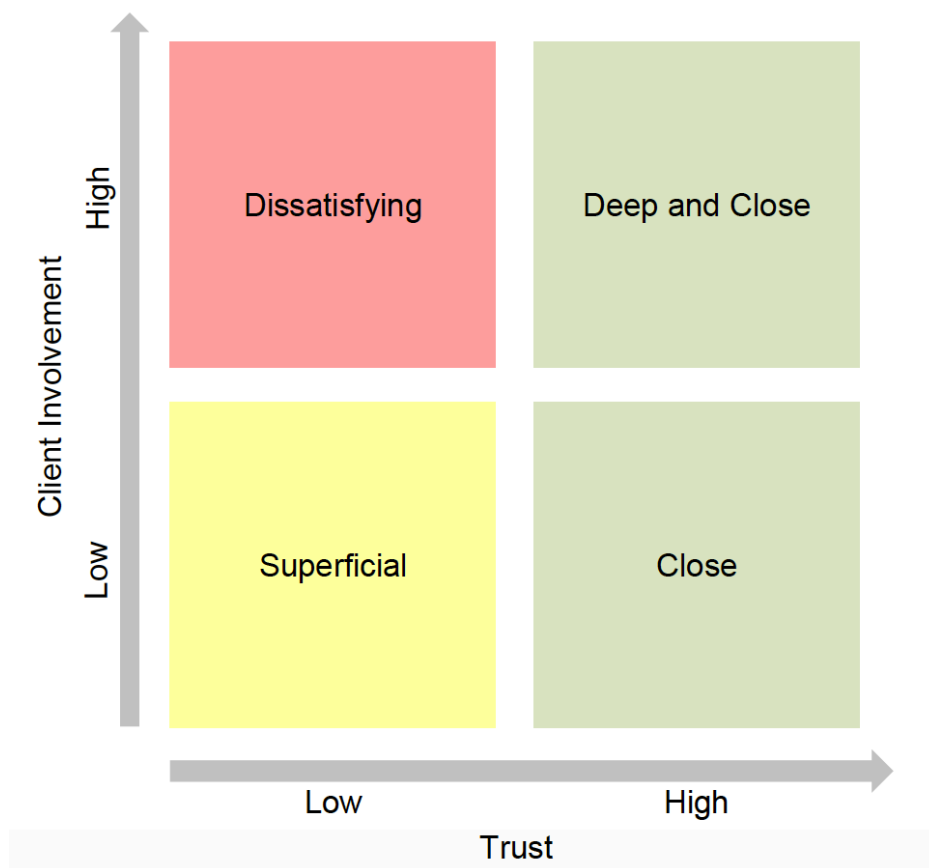 High
Dissatisfying
Deep and Close
Client Involvement
Low
Superficial
Close
Low
High
Trust